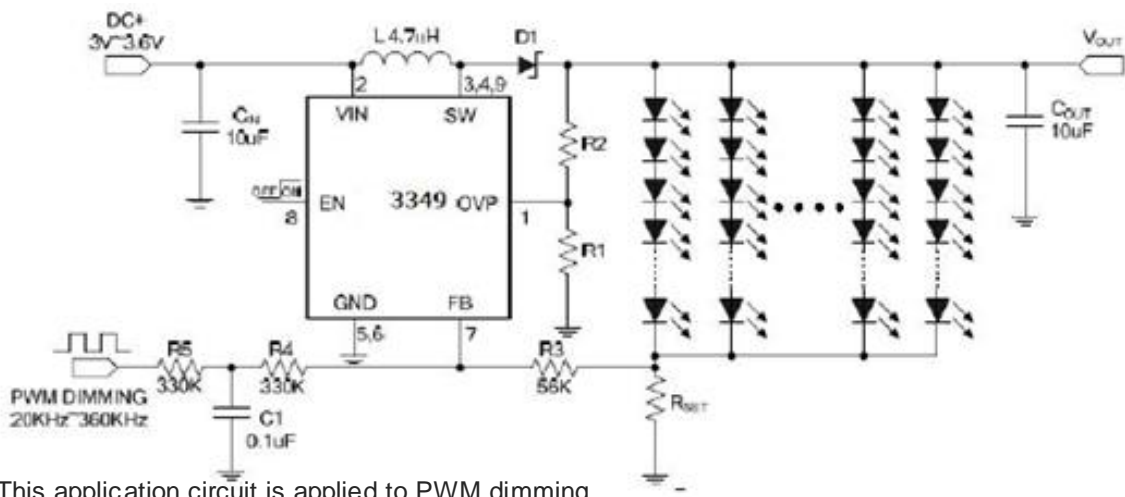 DC+
3V~3.6V
L 4.7uH
D1
VOUT
2
3,4,9
VIN
SW
CIN
10uF
R2
COUT
10uF
OFF ON
EN
3349
OVP
8
1
R1
GND
FB
5,6
7
R5
330K
R4
330K
R3
56K
PWM DIMMING
20KHz~360KHz
C1
0.1uF
RSET
This application circuit is applied to PWM dimming